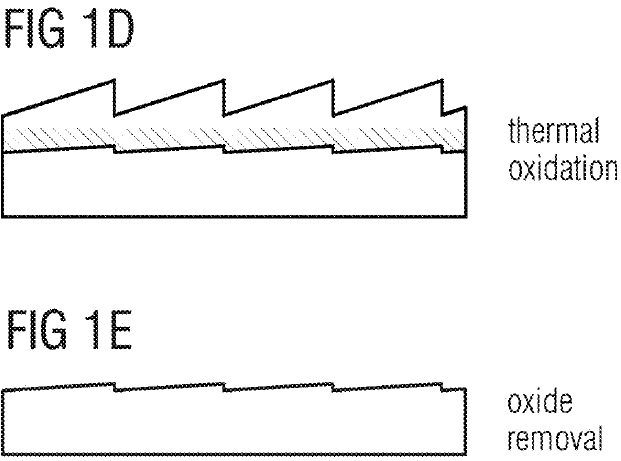 FIG 1D
thermal
oxidation
FIG 1E
oxide
removal